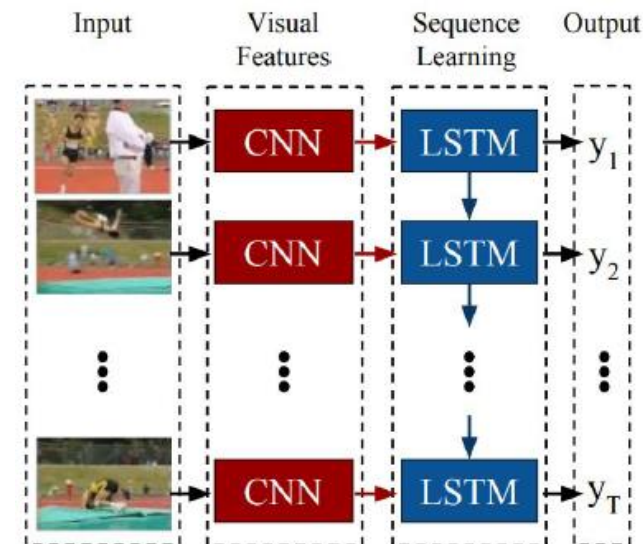 Input
Visual
Features
Sequence
Learning
Output
CNN
LSTM
y1
CNN
LSTM
y2
CNN
LSTM
yT